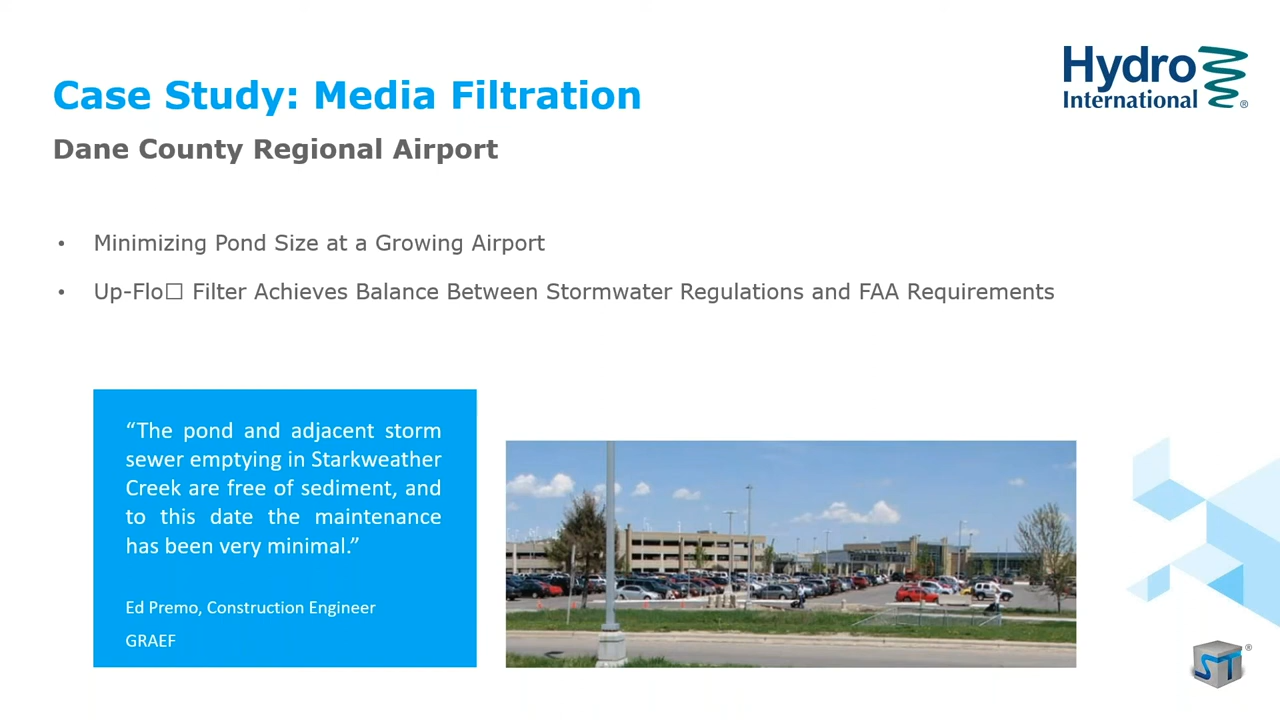 Hydro
International
®
Case Study: Media Filtration
Dane County Regional Airport
• Minimizing Pond Size at a Growing Airport
• Up-Flo□ Filter Achieves Balance Between Stormwater Regulations and FAA Requirements
“The pond and adjacent storm
sewer emptying in Starkweather
Creek are free of sediment, and
to this date the maintenance
has been very minimal.”
Ed Premo, Construction Engineer
GRAEF
ST
®